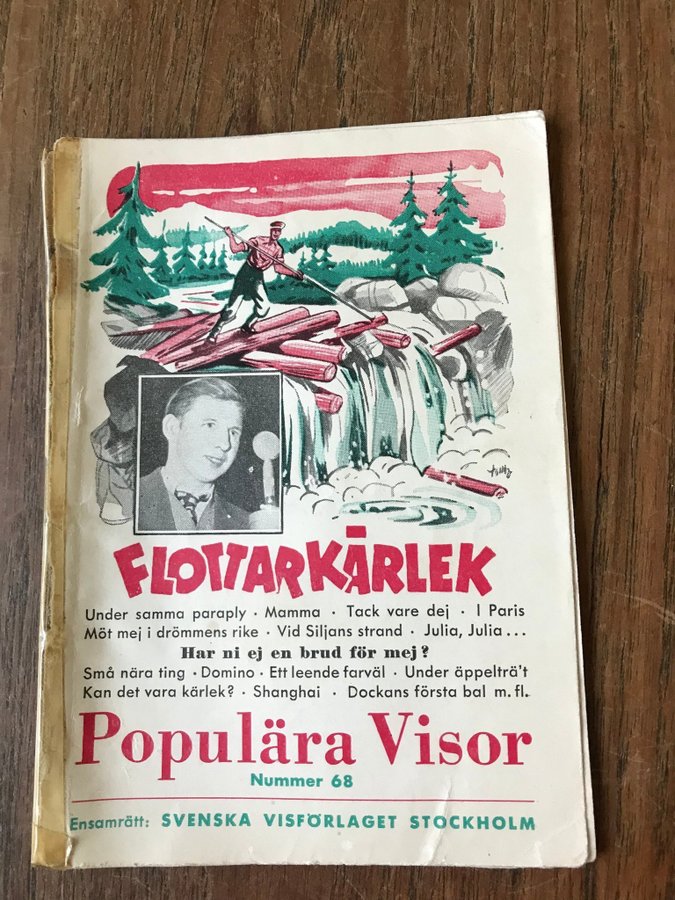 FLOTTARKÄRLEK
Under samma paraply · Mamma · Tack vare dej · I Paris
Möt mej i drömmens rike · Vid Siljans strand · Julia, Julia...
Har ni ej en brud för mej?
Små nära ting · Domino · Ett leende farväl · Under äppelträ't
Kan det vara kärlek? · Shanghai · Dockans första bal m. fl.
Populära Visor
Nummer 68
Ensamrätt: SVENSKA VISFÖRLAGET STOCKHOLM